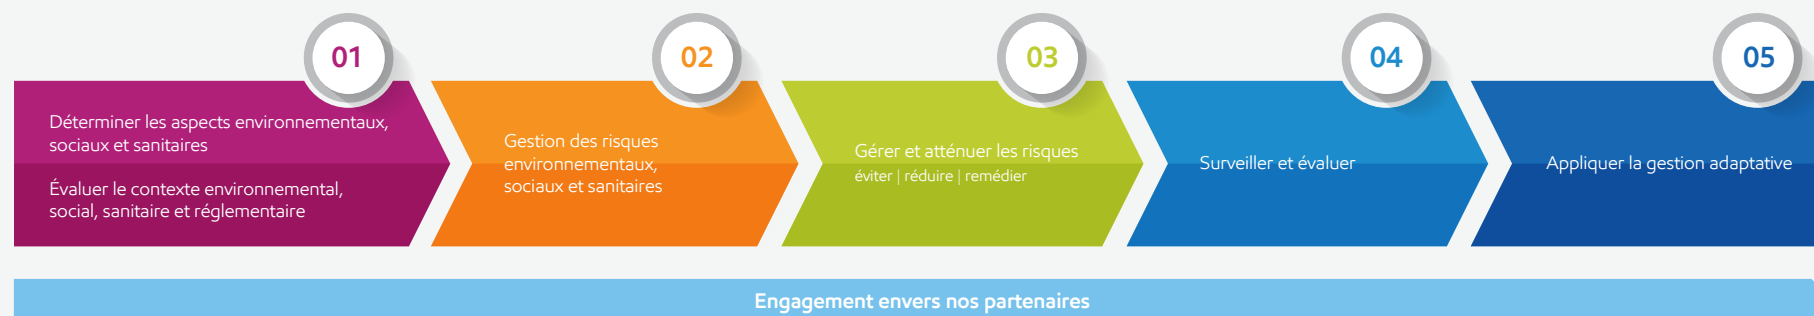 01
Déterminer les aspects environnementaux,
sociaux et sanitaires
Évaluer le contexte environnemental,
social, sanitaire et réglementaire
02
Gestion des risques
environnementaux,
sociaux et sanitaires
03
Gérer et atténuer les risques
éviter | réduire | remédier
04
Surveiller et évaluer
05
Appliquer la gestion adaptative
Engagement envers nos partenaires